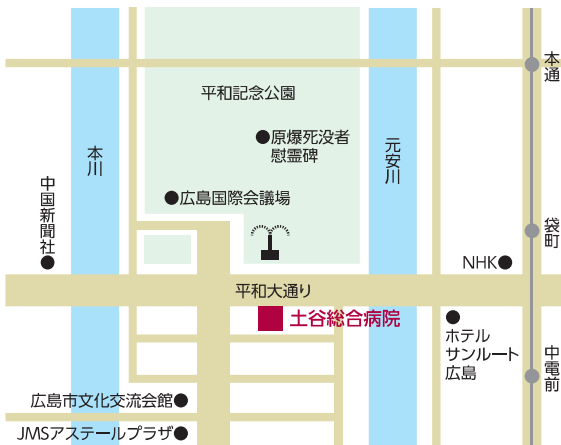 本通
平和記念公園
原爆死没者
慰霊碑
本川
元安川
中国新聞社
広島国際会議場
袋町
NHK
平和大通り
土谷総合病院
ホテル
サンルート
広島
中電前
広島市文化交流会館
JMSアステールプラザ